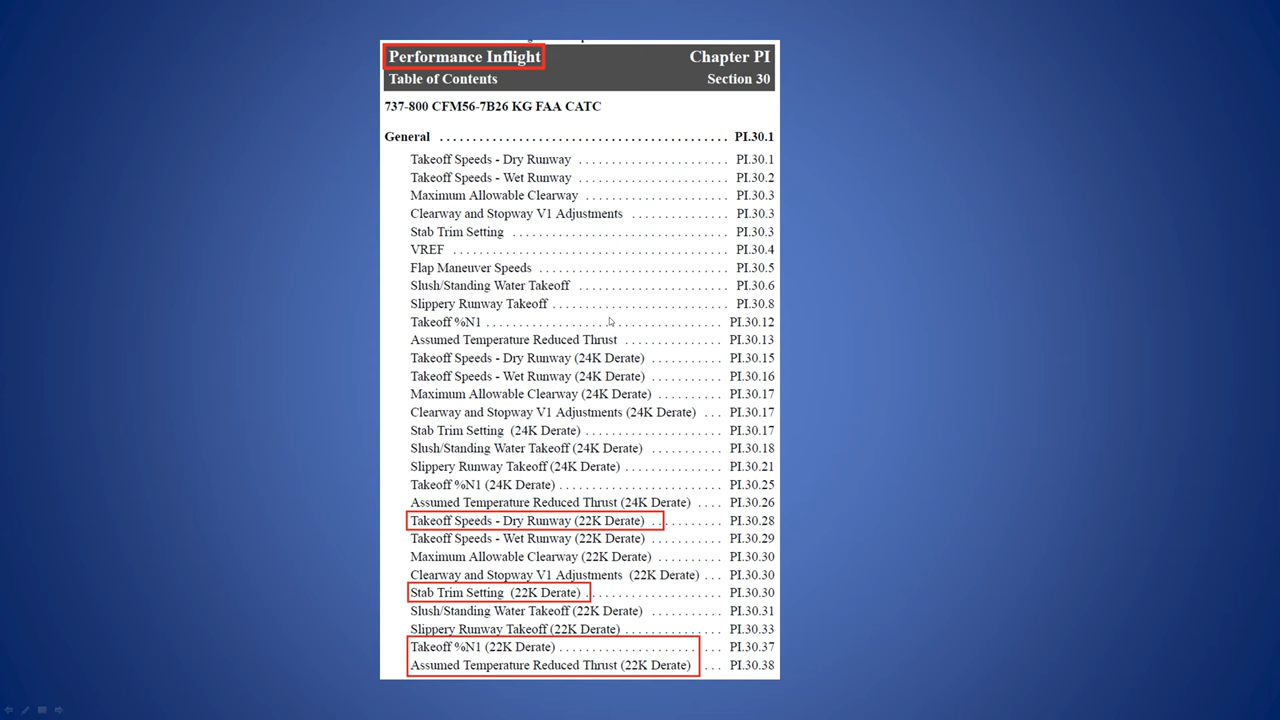 Performance Inflight Chapter PI
Table of Contents Section 30
737-800 CFM56-7B26 KG FAA CATC
General ........................................... PI.30.1
Takeoff Speeds - Dry Runway ....................... PI.30.1
Takeoff Speeds - Wet Runway ....................... PI.30.2
Maximum Allowable Clearway ...................... PI.30.3
Clearway and Stopway V1 Adjustments ............... PI.30.3
Stab Trim Setting ................................. PI.30.3
VREF .......................................... PI.30.4
Flap Maneuver Speeds ............................. PI.30.5
Slush/Standing Water Takeoff ....................... PI.30.6
Slippery Runway Takeoff ........................... PI.30.8
Takeoff %N1 .................................... PI.30.12
Assumed Temperature Reduced Thrust ............... PI.30.13
Takeoff Speeds - Dry Runway (24K Derate) ........... PI.30.15
Takeoff Speeds - Wet Runway (24K Derate) ........... PI.30.16
Maximum Allowable Clearway (24K Derate) .......... PI.30.17
Clearway and Stopway V1 Adjustments (24K Derate) ... PI.30.17
Stab Trim Setting (24K Derate) ..................... PI.30.17
Slush/Standing Water Takeoff (24K Derate) ........... PI.30.18
Slippery Runway Takeoff (24K Derate) ............... PI.30.21
Takeoff %N1 (24K Derate) ......................... PI.30.25
Assumed Temperature Reduced Thrust (24K Derate) .... PI.30.26
Takeoff Speeds - Dry Runway (22K Derate) ........... PI.30.28
Takeoff Speeds - Wet Runway (22K Derate) ........... PI.30.29
Maximum Allowable Clearway (22K Derate) .......... PI.30.30
Clearway and Stopway V1 Adjustments (22K Derate) ... PI.30.30
Stab Trim Setting (22K Derate) ..................... PI.30.30
Slush/Standing Water Takeoff (22K Derate) ........... PI.30.31
Slippery Runway Takeoff (22K Derate) ............... PI.30.33
Takeoff %N1 (22K Derate) ......................... PI.30.37
Assumed Temperature Reduced Thrust (22K Derate) ... PI.30.38